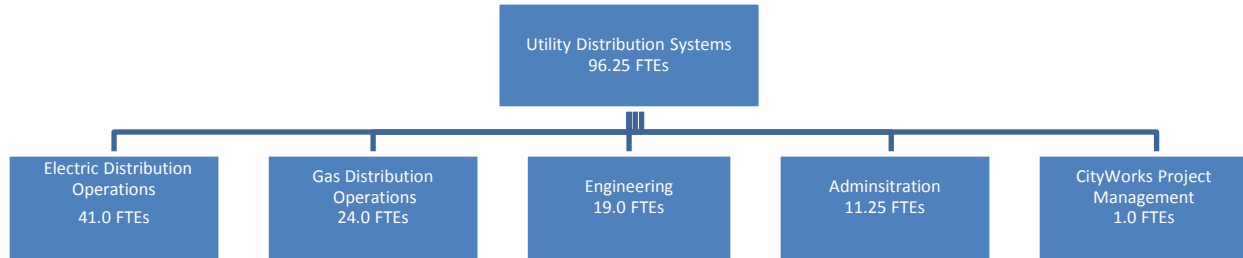 Utility Distribution Systems
96.25 FTEs
Electric Distribution
Operations
41.0 FTEs
Gas Distribution
Operations
24.0 FTEs
Engineering
19.0 FTEs
Adminsitration
11.25 FTEs
CityWorks Project
Management
1.0 FTEs